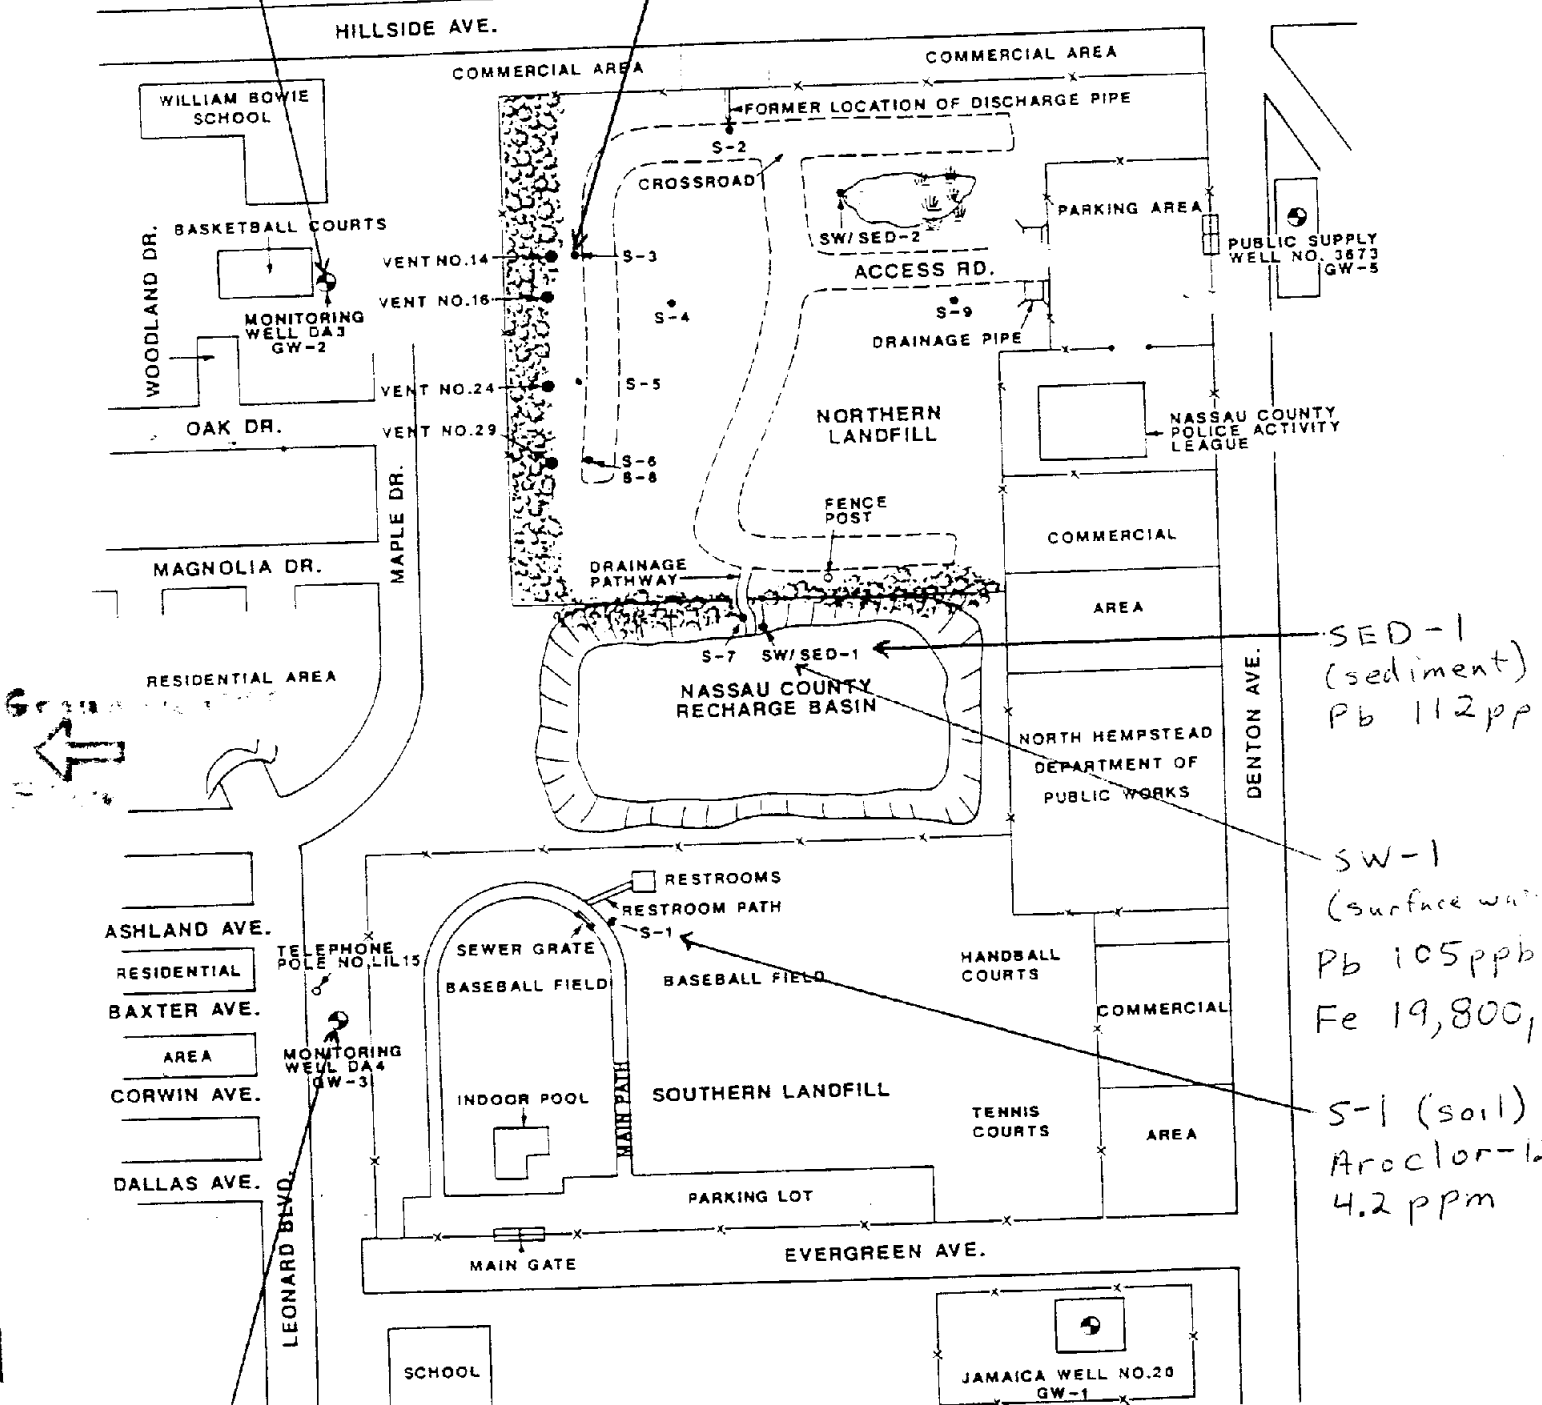 HILLSIDE AVE.
COMMERCIAL AREA
COMMERCIAL AREA
WILLIAM BOWIE
SCHOOL
FORMER LOCATION OF DISCHARGE PIPE
S-2
CROSSROAD
WOODLAND DR.
BASKETBALL COURTS
PARKING AREA
SW/SED-2
PUBLIC SUPPLY
WELL NO. 3673
GW-5
VENT NO.14
S-3
ACCESS RD.
VENT NO.16
S-4
S-9
MONITORING
WELL DA3
GW-2
DRAINAGE PIPE
VENT NO.24
S-5
NORTHERN
LANDFILL
NASSAU COUNTY
POLICE ACTIVITY
LEAGUE
OAK DR.
VENT NO.29
S-6
S-8
MAPLE DR.
FENCE
POST
COMMERCIAL
MAGNOLIA DR.
DRAINAGE
PATHWAY
AREA
S-7
SW/SED-1
SED-1
(sediment)
Pb 112pp
RESIDENTIAL AREA
NASSAU COUNTY
RECHARGE BASIN
DENTON AVE.
NORTH HEMPSTEAD
DEPARTMENT OF
PUBLIC WORKS
SW-1
(surface
Pb 105ppb
Fe 19,800,
RESTROOMS
RESTROOM PATH
S-1
ASHLAND AVE.
TELEPHONE
POLE NO.LIL15
SEWER GRATE
HANDBALL
COURTS
RESIDENTIAL
BASEBALL FIELD
BASEBALL FIELD
BAXTER AVE.
COMMERCIAL
AREA
MONITORING
WELL DA4
GW-3
CORWIN AVE.
INDOOR POOL
MAIN PATH
SOUTHERN LANDFILL
TENNIS
COURTS
AREA
S-1 (soil)
Aroclor-1
4.2 ppm
DALLAS AVE.
LEONARD BLVD.
PARKING LOT
MAIN GATE
EVERGREEN AVE.
SCHOOL
JAMAICA WELL NO.20
GW-1